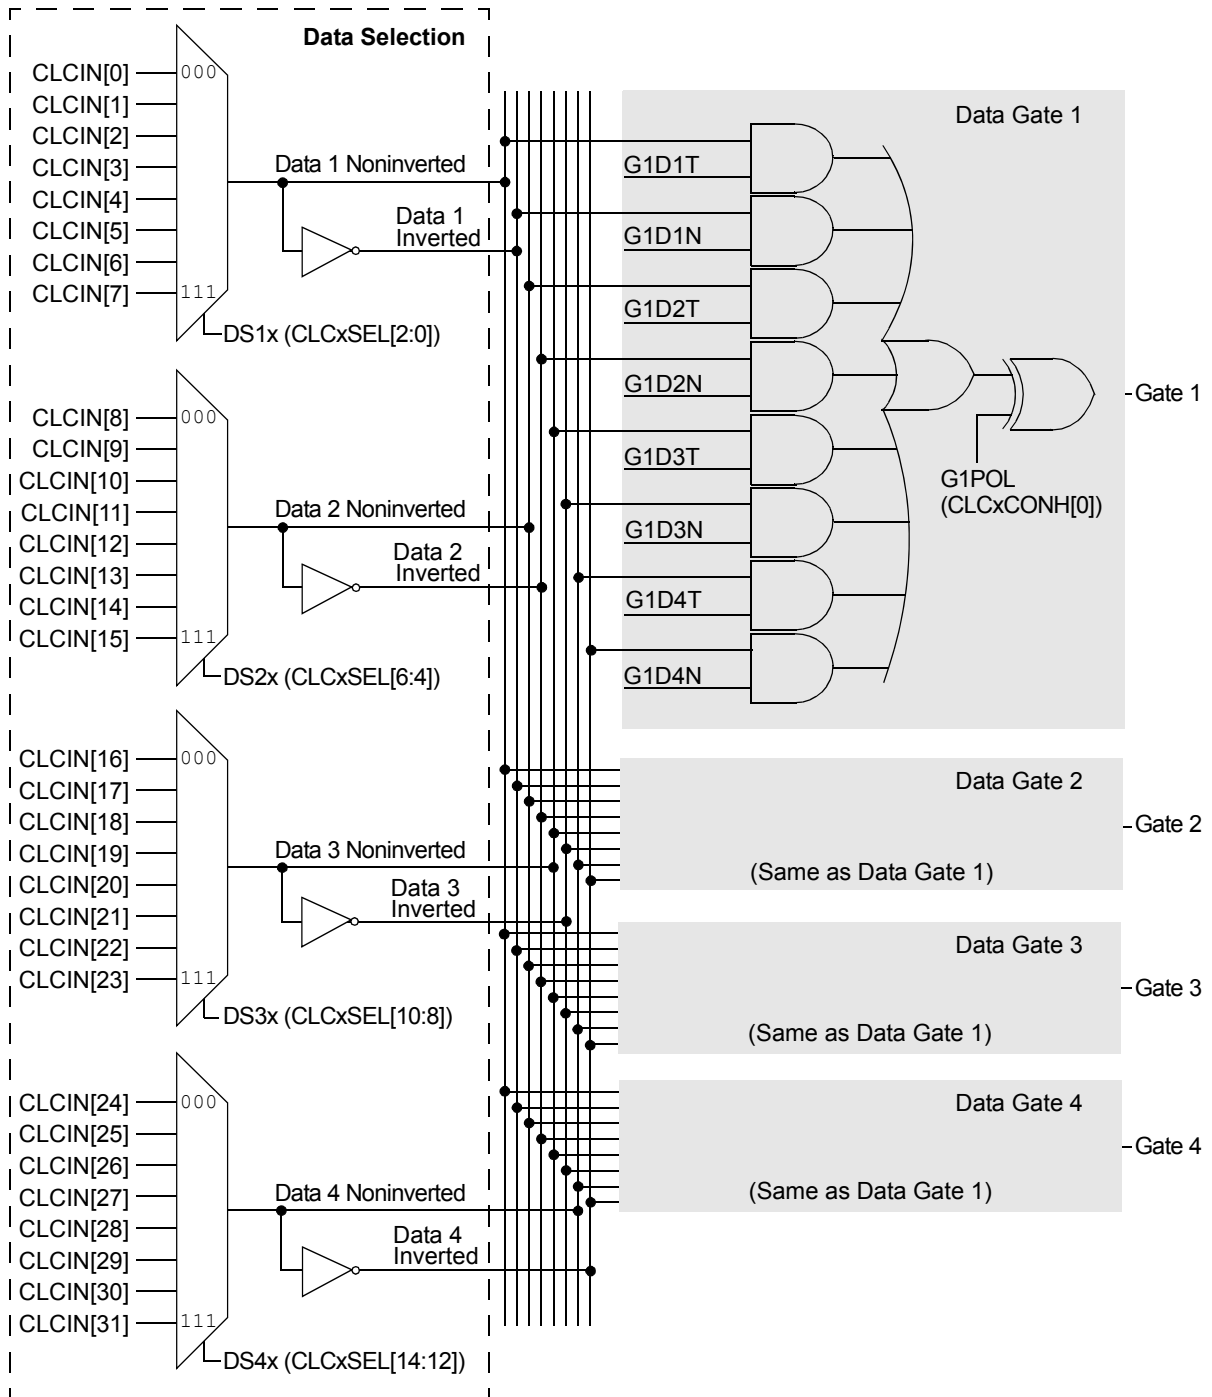 Data Selection
CLCIN[0]
CLCIN[1]
CLCIN[2]
CLCIN[3]
CLCIN[4]
CLCIN[5]
CLCIN[6]
CLCIN[7]
000
111
DS1x (CLCxSEL[2:0])
Data 1 Noninverted
Data 1
Inverted
CLCIN[8]
CLCIN[9]
CLCIN[10]
CLCIN[11]
CLCIN[12]
CLCIN[13]
CLCIN[14]
CLCIN[15]
000
111
DS2x (CLCxSEL[6:4])
Data 2 Noninverted
Data 2
Inverted
CLCIN[16]
CLCIN[17]
CLCIN[18]
CLCIN[19]
CLCIN[20]
CLCIN[21]
CLCIN[22]
CLCIN[23]
000
111
DS3x (CLCxSEL[10:8])
Data 3 Noninverted
Data 3
Inverted
CLCIN[24]
CLCIN[25]
CLCIN[26]
CLCIN[27]
CLCIN[28]
CLCIN[29]
CLCIN[30]
CLCIN[31]
000
111
DS4x (CLCxSEL[14:12])
Data 4 Noninverted
Data 4
Inverted
Data Gate 1
G1D1T
G1D1N
G1D2T
G1D2N
G1D3T
G1D3N
G1D4T
G1D4N
G1POL
(CLCxCONH[0])
Gate 1
Data Gate 2
(Same as Data Gate 1)
Gate 2
Data Gate 3
(Same as Data Gate 1)
Gate 3
Data Gate 4
(Same as Data Gate 1)
Gate 4